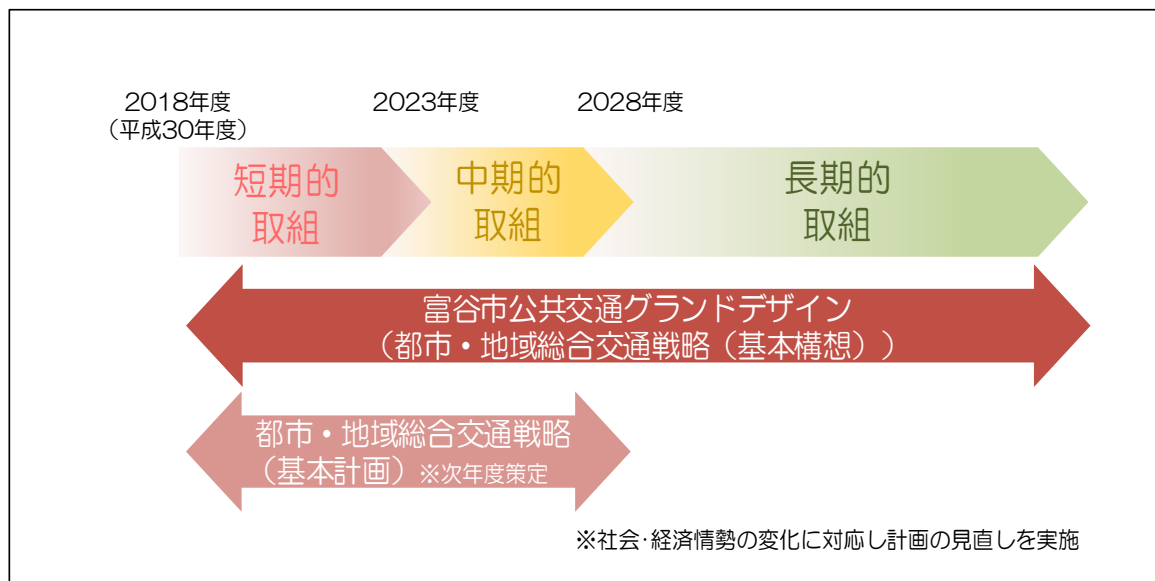 2018年度
（平成30年度）
2023年度
2028年度
短期的
取組
中期的
取組
長期的
取組
富谷市公共交通グランドデザイン
（都市・地域総合交通戦略（基本構想））
都市・地域総合交通戦略
（基本計画）※次年度策定
※社会･経済情勢の変化に対応し計画の見直しを実施